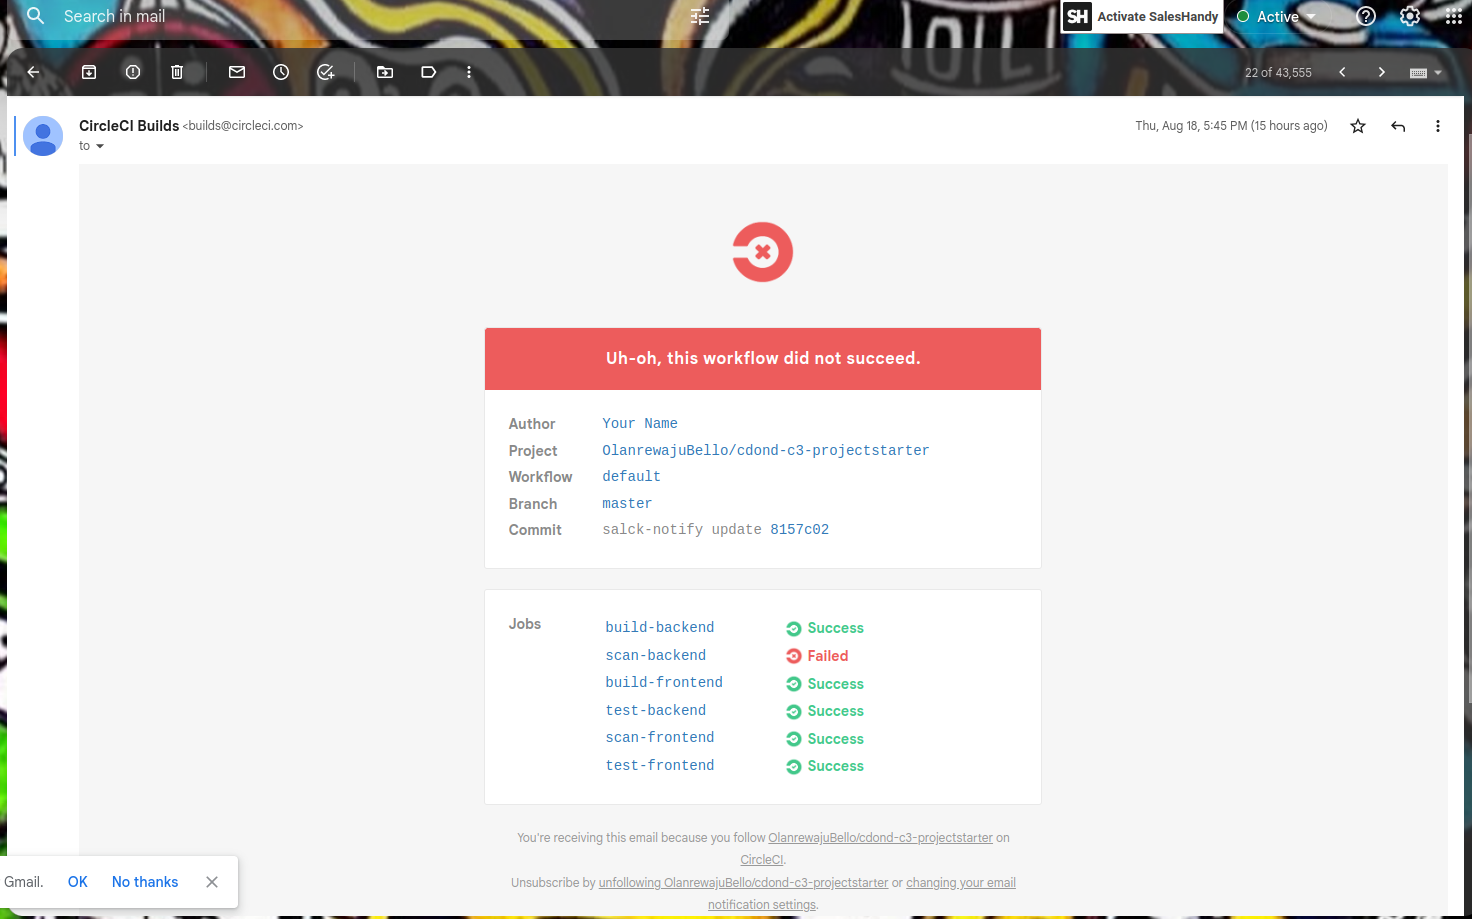 Search in mail
SH Activate SalesHandy
Active
22 of 43,555
CircleCI Builds <builds@circleci.com>
Thu, Aug 18, 5:45 PM (15 hours ago)
to
Uh-oh, this workflow did not succeed.
Author Your Name
Project OlanrewajuBello/cdond-c3-projectstarter
Workflow default
Branch master
Commit salck-notify update 8157c02
Jobs
build-backend Success
scan-backend Failed
build-frontend Success
test-backend Success
scan-frontend Success
test-frontend Success
You're receiving this email because you follow OlanrewajuBello/cdond-c3-projectstarter on
CircleCI.
Unsubscribe by unfollowing OlanrewajuBello/cdond-c3-projectstarter or changing your email
notification settings.
Gmail. OK No thanks